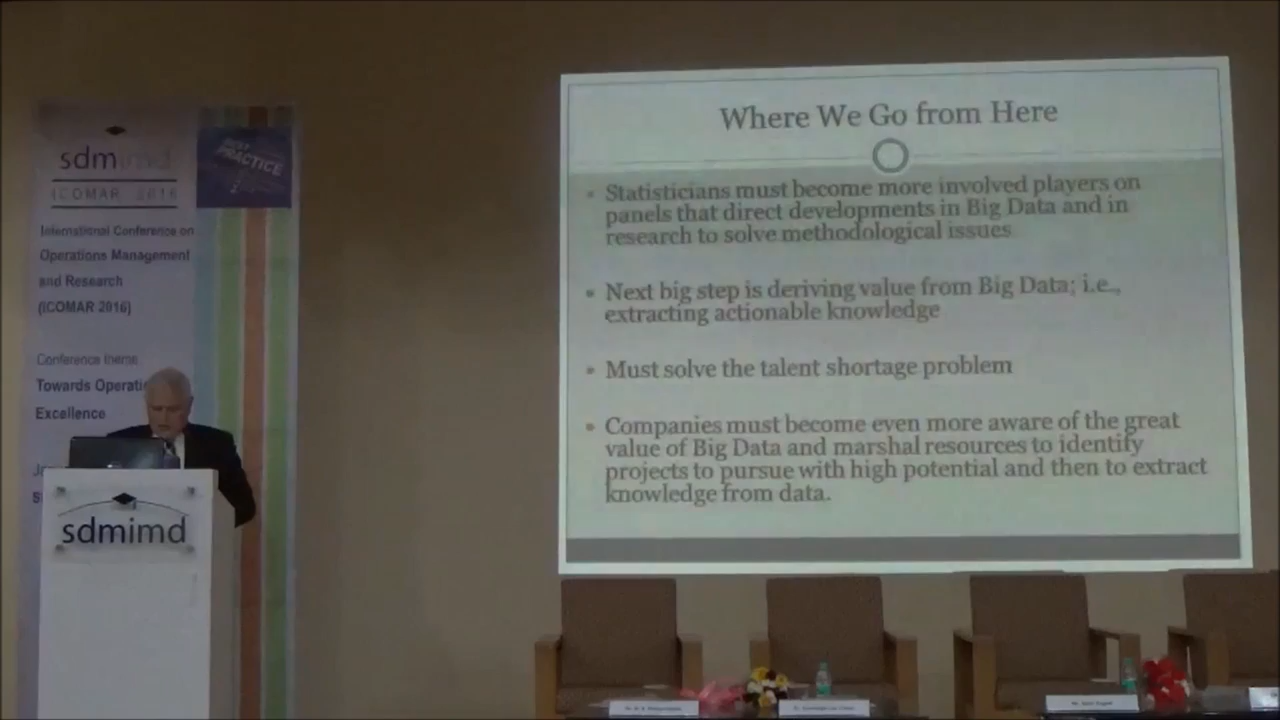 sdmimd
ICOMAR 2016
BEST
PRACTICE
International Conference on
Operations Management
and Research
(ICOMAR 2016)
Conference theme
Towards
Excellence
sdmimd
Where We Go from Here
• Statisticians must become more involved players on
panels that direct developments in Big Data and in
research to solve methodological issues
• Next big step is deriving value from Big Data; i.e.,
extracting actionable knowledge
• Must solve the talent shortage problem
• Companies must become even more aware of the great
value of Big Data and marshal resources to identify
projects to pursue with high potential and then to extract
knowledge from data.